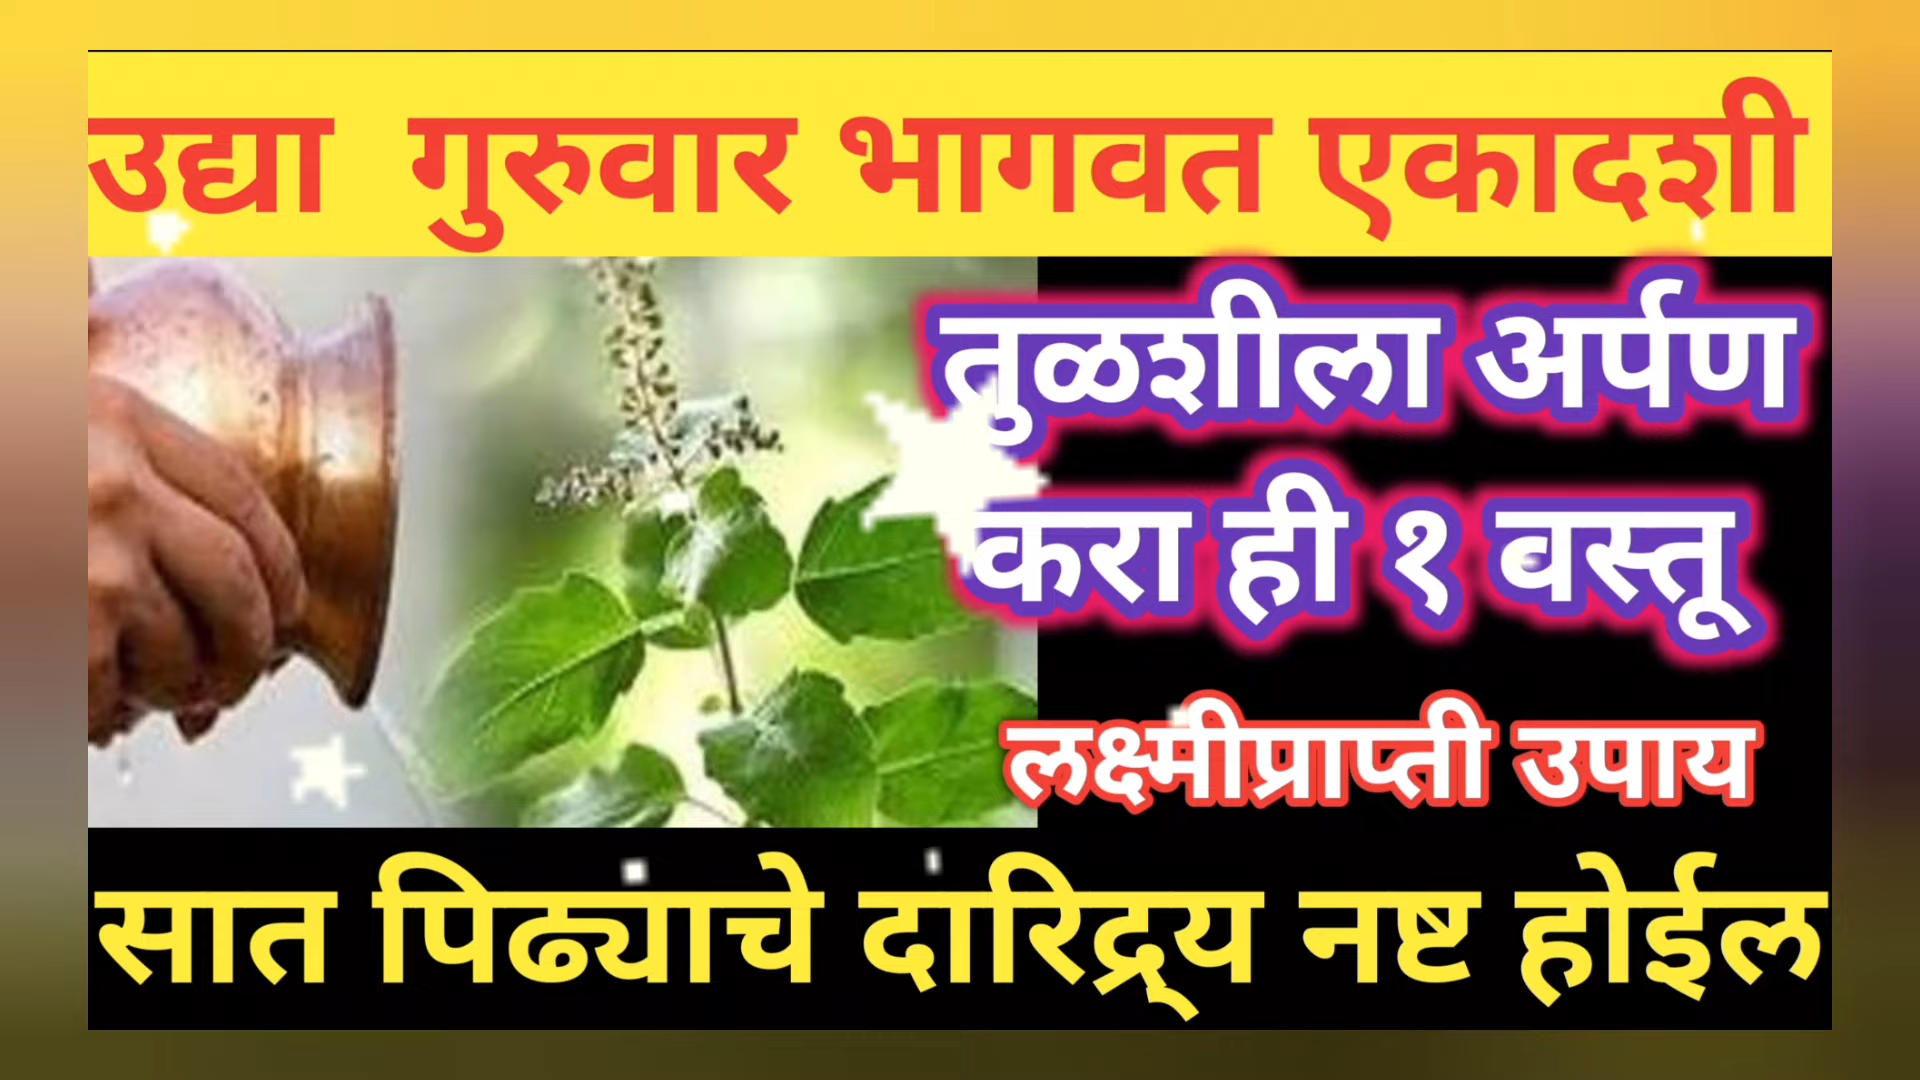 उद्या गुरुवार भागवत एकादशी
तुळशीला अर्पण
करा ही १ वस्तू
लक्ष्मीप्राप्ती उपाय
सात पिढ्याचे दारिद्र्य नष्ट होईल